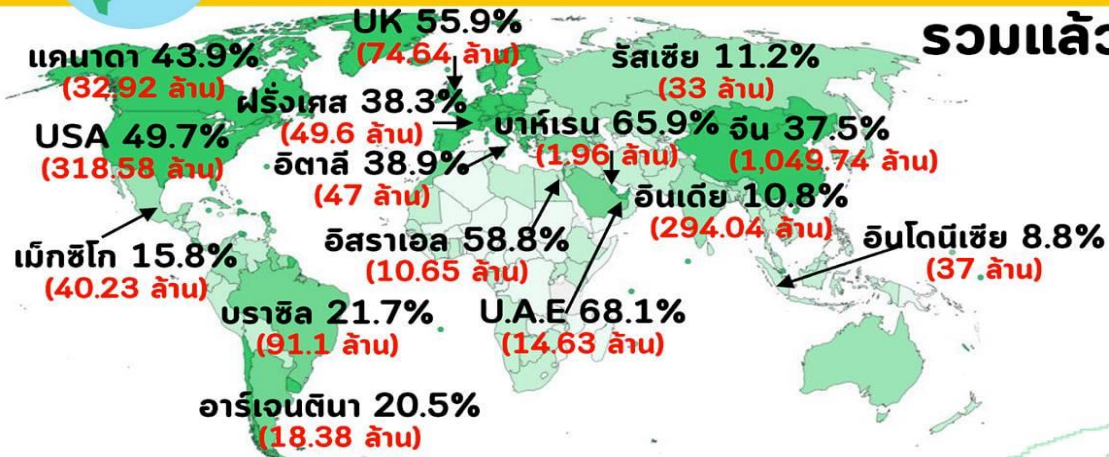 รวมแล้ว
UK 55.9%
(74.64 ล้าน)
แคนาดา 43.9%
(32.92 ล้าน)
รัสเซีย 11.2%
(33 ล้าน)
ฝรั่งเศส 38.3%
(49.6 ล้าน)
USA 49.7%
(318.58 ล้าน)
บาห์เรน 65.9%
(1.96 ล้าน)
จีน 37.5%
(1,049.74 ล้าน)
อิตาลี 38.9%
(47 ล้าน)
อินเดีย 10.8%
(294.04 ล้าน)
อิสราเอล 58.8%
(10.65 ล้าน)
อินโดนีเซีย 8.8%
(37 ล้าน)
เม็กซิโก 15.8%
(40.23 ล้าน)
บราซิล 21.7%
(91.1 ล้าน)
U.A.E 68.1%
(14.63 ล้าน)
อาร์เจนตินา 20.5%
(18.38 ล้าน)